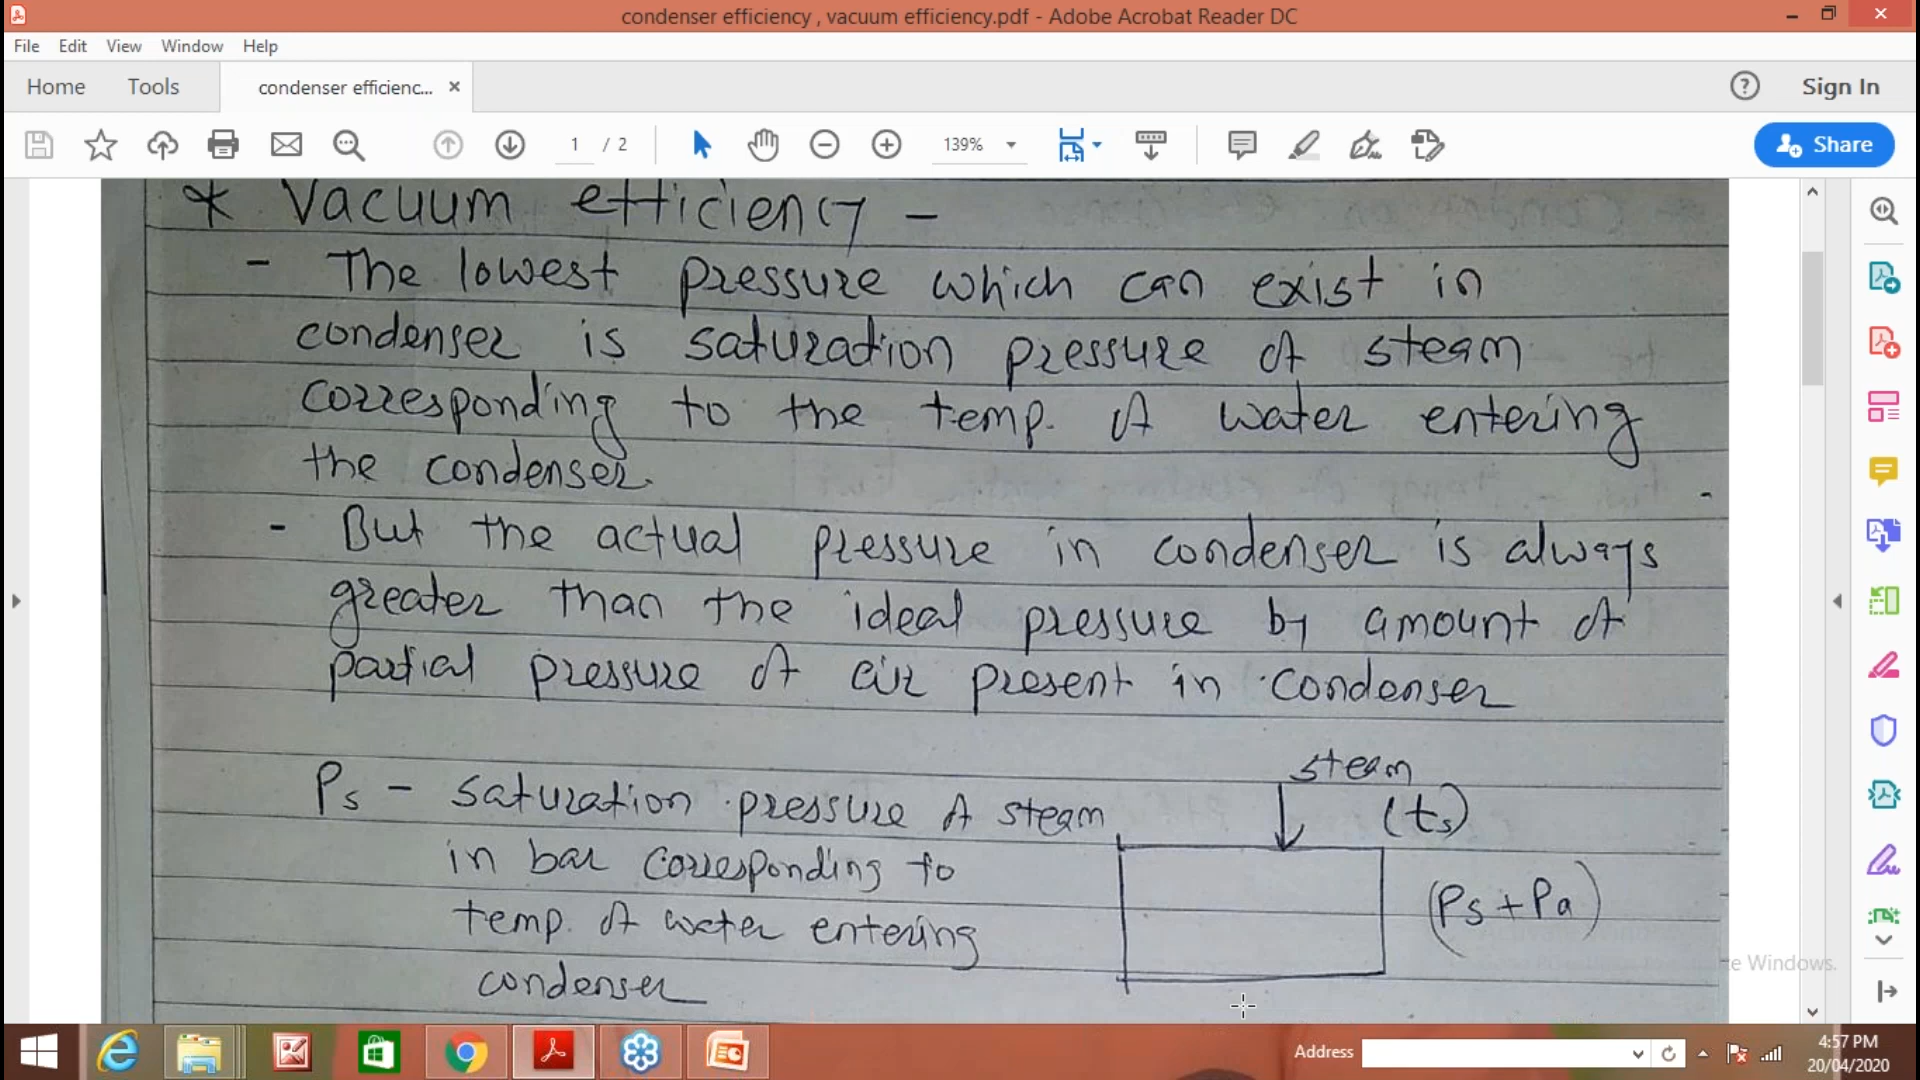 condenser efficiency , vacuum efficiency.pdf - Adobe Acrobat Reader DC
File Edit View Window Help
Home Tools condenser efficienc... × Sign In
1 / 2 139% Share
* Vacuum efficiency -
- The lowest pressure which can exist in
condenser is saturation pressure of steam
corresponding to the temp. of water entering
the condenser.
- But the actual pressure in condenser is always
greater than the ideal pressure by amount of
partial pressure of air present in condenser
steam
Ps - saturation pressure of steam (ts)
in bar corresponding to
(Ps + Pa)
temp. of water entering
condenser
e Windows.
Address
4:57 PM
20/04/2020